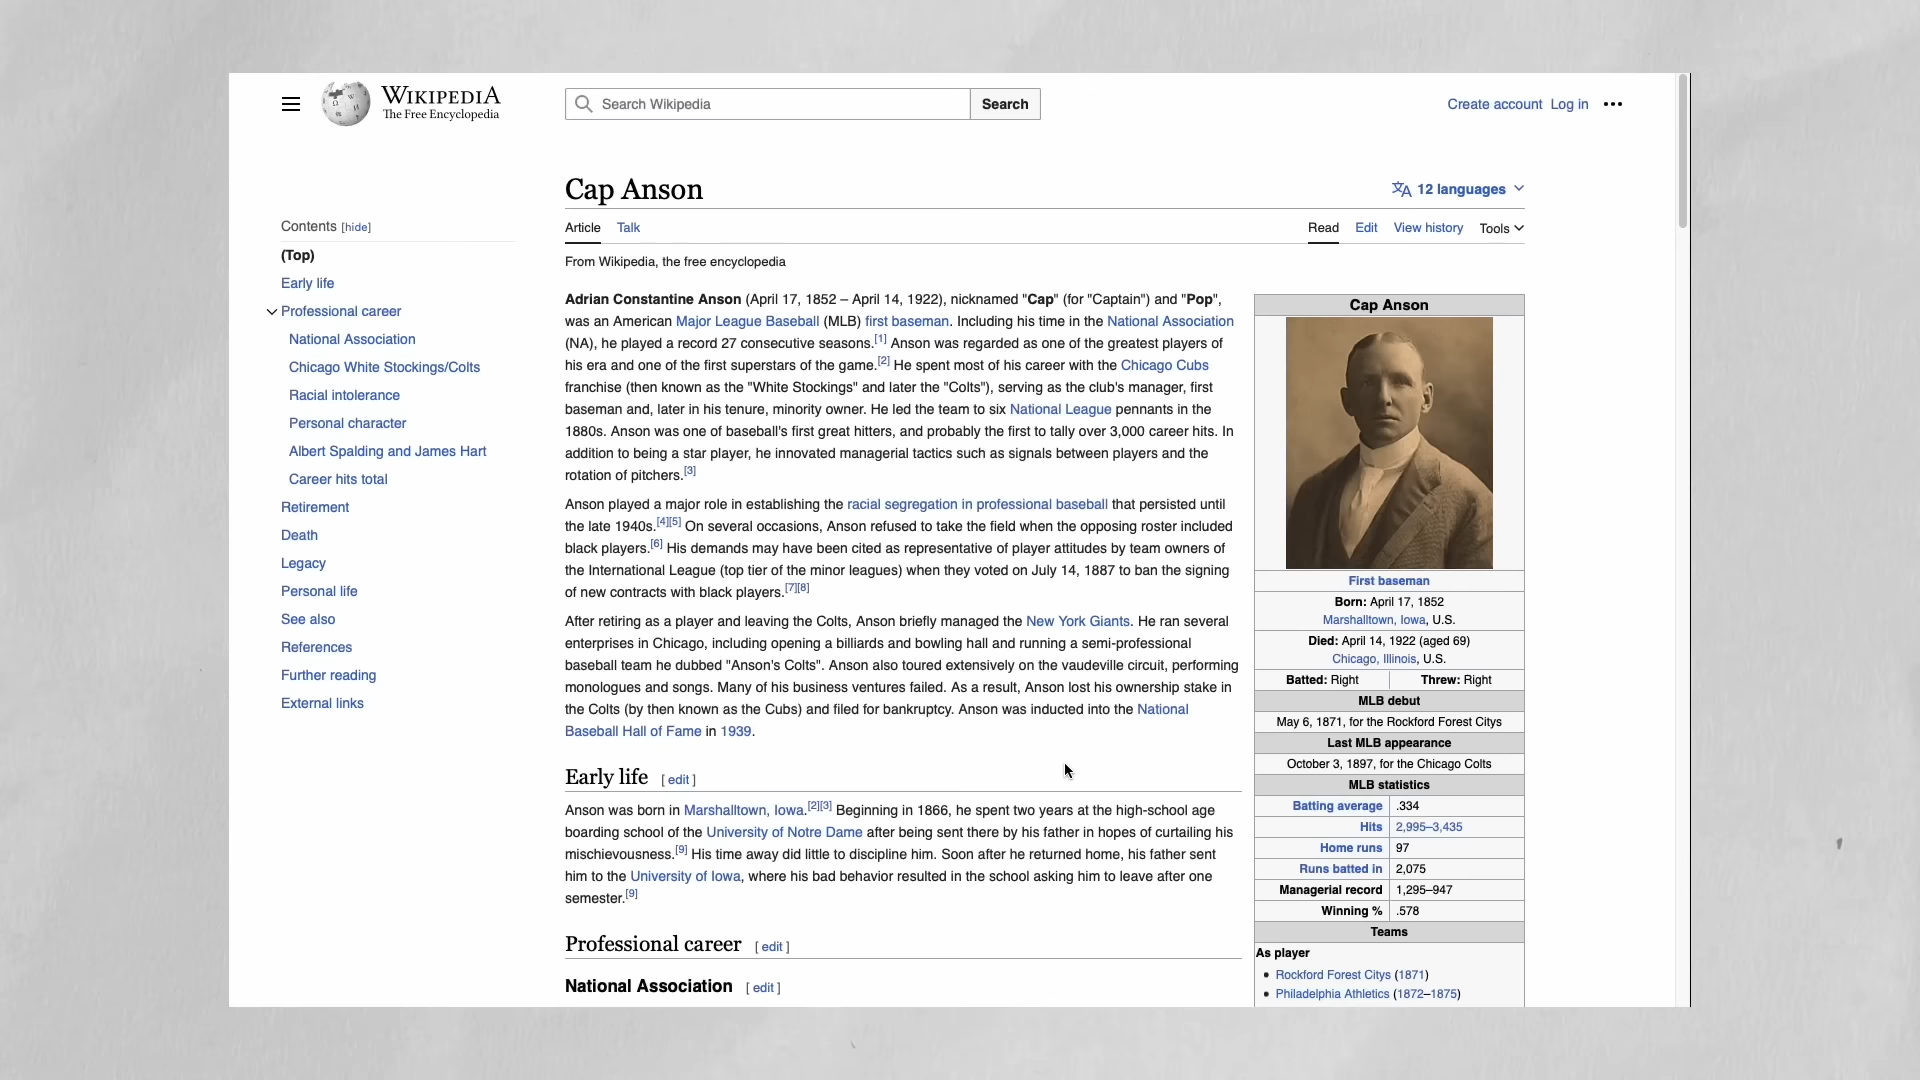 WIKIPEDIA
The Free Encyclopedia
Search Wikipedia
Search
Create account Log in
Cap Anson
12 languages
Article Talk
Read Edit View history Tools
From Wikipedia, the free encyclopedia
Contents [hide]
(Top)
Early life
Professional career
National Association
Chicago White Stockings/Colts
Racial intolerance
Personal character
Albert Spalding and James Hart
Career hits total
Retirement
Death
Legacy
Personal life
See also
References
Further reading
External links
Adrian Constantine Anson (April 17, 1852 – April 14, 1922), nicknamed "Cap" (for "Captain") and "Pop",
was an American Major League Baseball (MLB) first baseman. Including his time in the National Association
(NA), he played a record 27 consecutive seasons.[1] Anson was regarded as one of the greatest players of
his era and one of the first superstars of the game.[2] He spent most of his career with the Chicago Cubs
franchise (then known as the "White Stockings" and later the "Colts"), serving as the club's manager, first
baseman and, later in his tenure, minority owner. He led the team to six National League pennants in the
1880s. Anson was one of baseball's first great hitters, and probably the first to tally over 3,000 career hits. In
addition to being a star player, he innovated managerial tactics such as signals between players and the
rotation of pitchers.[3]
Anson played a major role in establishing the racial segregation in professional baseball that persisted until
the late 1940s.[4][5] On several occasions, Anson refused to take the field when the opposing roster included
black players.[6] His demands may have been cited as representative of player attitudes by team owners of
the International League (top tier of the minor leagues) when they voted on July 14, 1887 to ban the signing
of new contracts with black players.[7][8]
After retiring as a player and leaving the Colts, Anson briefly managed the New York Giants. He ran several
enterprises in Chicago, including opening a billiards and bowling hall and running a semi-professional
baseball team he dubbed "Anson's Colts". Anson also toured extensively on the vaudeville circuit, performing
monologues and songs. Many of his business ventures failed. As a result, Anson lost his ownership stake in
the Colts (by then known as the Cubs) and filed for bankruptcy. Anson was inducted into the National
Baseball Hall of Fame in 1939.
Early life [ edit ]
Anson was born in Marshalltown, Iowa.[2][3] Beginning in 1866, he spent two years at the high-school age
boarding school of the University of Notre Dame after being sent there by his father in hopes of curtailing his
mischievousness.[9] His time away did little to discipline him. Soon after he returned home, his father sent
him to the University of Iowa, where his bad behavior resulted in the school asking him to leave after one
semester.[9]
Professional career [ edit ]
National Association [ edit ]
Cap Anson
First baseman
Born: April 17, 1852
Marshalltown, Iowa, U.S.
Died: April 14, 1922 (aged 69)
Chicago, Illinois, U.S.
Batted: Right Threw: Right
MLB debut
May 6, 1871, for the Rockford Forest Citys
Last MLB appearance
October 3, 1897, for the Chicago Colts
MLB statistics
Batting average .334
Hits 2,995–3,435
Home runs 97
Runs batted in 2,075
Managerial record 1,295–947
Winning % .578
Teams
As player
Rockford Forest Citys (1871)
Philadelphia Athletics (1872–1875)